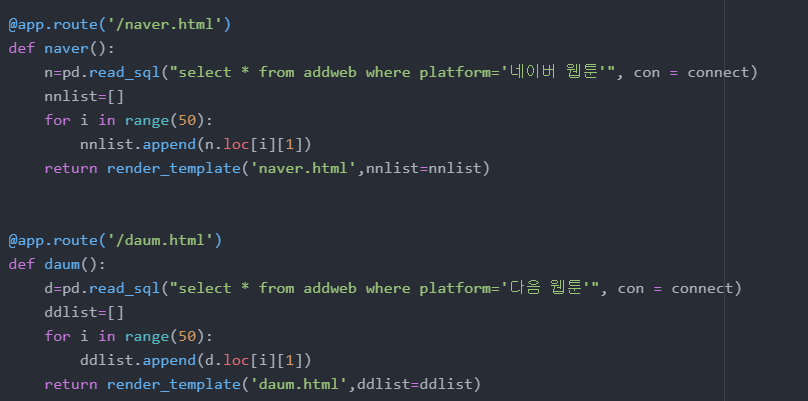 @app.route('/naver.html')
def naver():
    n=pd.read_sql("select * from addweb where platform='네이버 웹툰'", con = connect)
    nnlist=[]
    for i in range(50):
        nnlist.append(n.loc[i][1])
    return render_template('naver.html',nnlist=nnlist)
@app.route('/daum.html')
def daum():
    d=pd.read_sql("select * from addweb where platform='다음 웹툰'", con = connect)
    ddlist=[]
    for i in range(50):
        ddlist.append(d.loc[i][1])
    return render_template('daum.html',ddlist=ddlist)